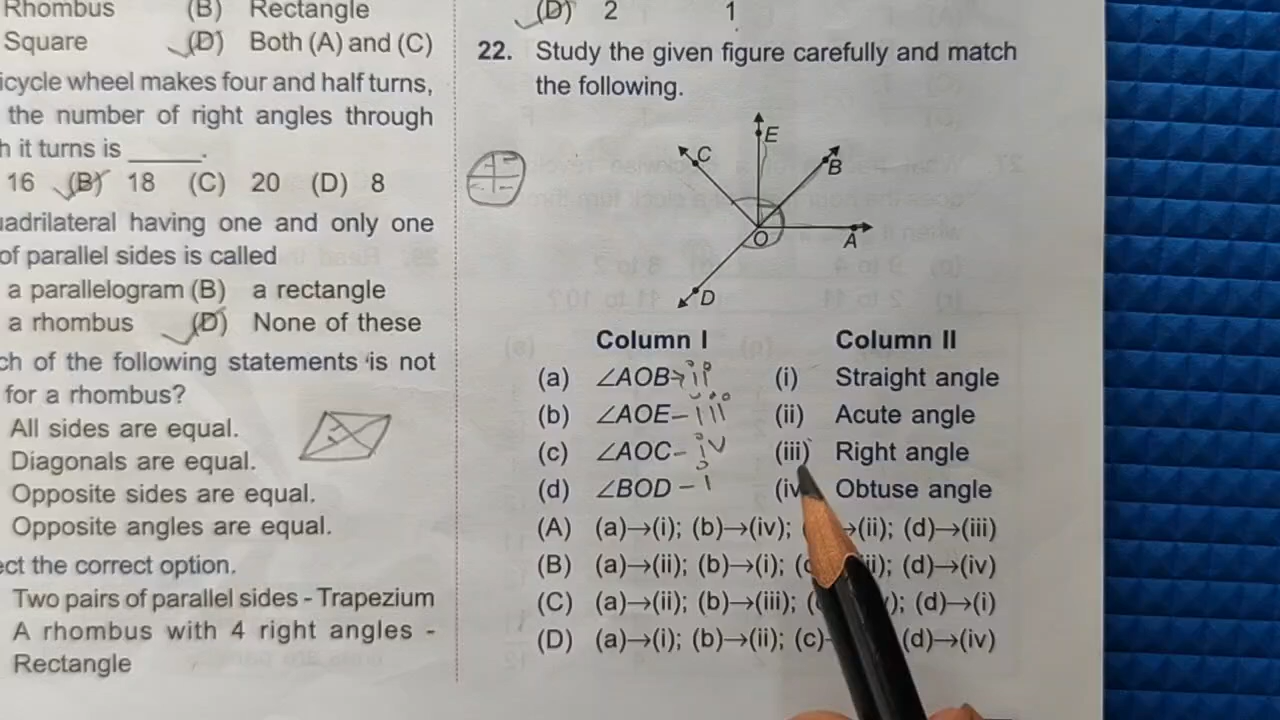 Rhombus (B) Rectangle
Square (D) Both (A) and (C)
icycle wheel makes four and half turns,
the number of right angles through
h it turns is _____.
16 (B) 18 (C) 20 (D) 8
uadrilateral having one and only one
of parallel sides is called
a parallelogram (B) a rectangle
a rhombus (D) None of these
ch of the following statements is not
for a rhombus?
All sides are equal.
Diagonals are equal.
Opposite sides are equal.
Opposite angles are equal.
ect the correct option.
Two pairs of parallel sides - Trapezium
A rhombus with 4 right angles -
Rectangle
(D) 2 1
22. Study the given figure carefully and match
the following.
E
C
B
O
A
D
Column I Column II
(a) ∠AOB→ii (i) Straight angle
(b) ∠AOE–iii (ii) Acute angle
(c) ∠AOC–iv (iii) Right angle
(d) ∠BOD–i (iv Obtuse angle
(A) (a)→(i); (b)→(iv); →(ii); (d)→(iii)
(B) (a)→(ii); (b)→(i); (d)→(iv)
(C) (a)→(ii); (b)→(iii); (d)→(i)
(D) (a)→(i); (b)→(ii); (c) (d)→(iv)